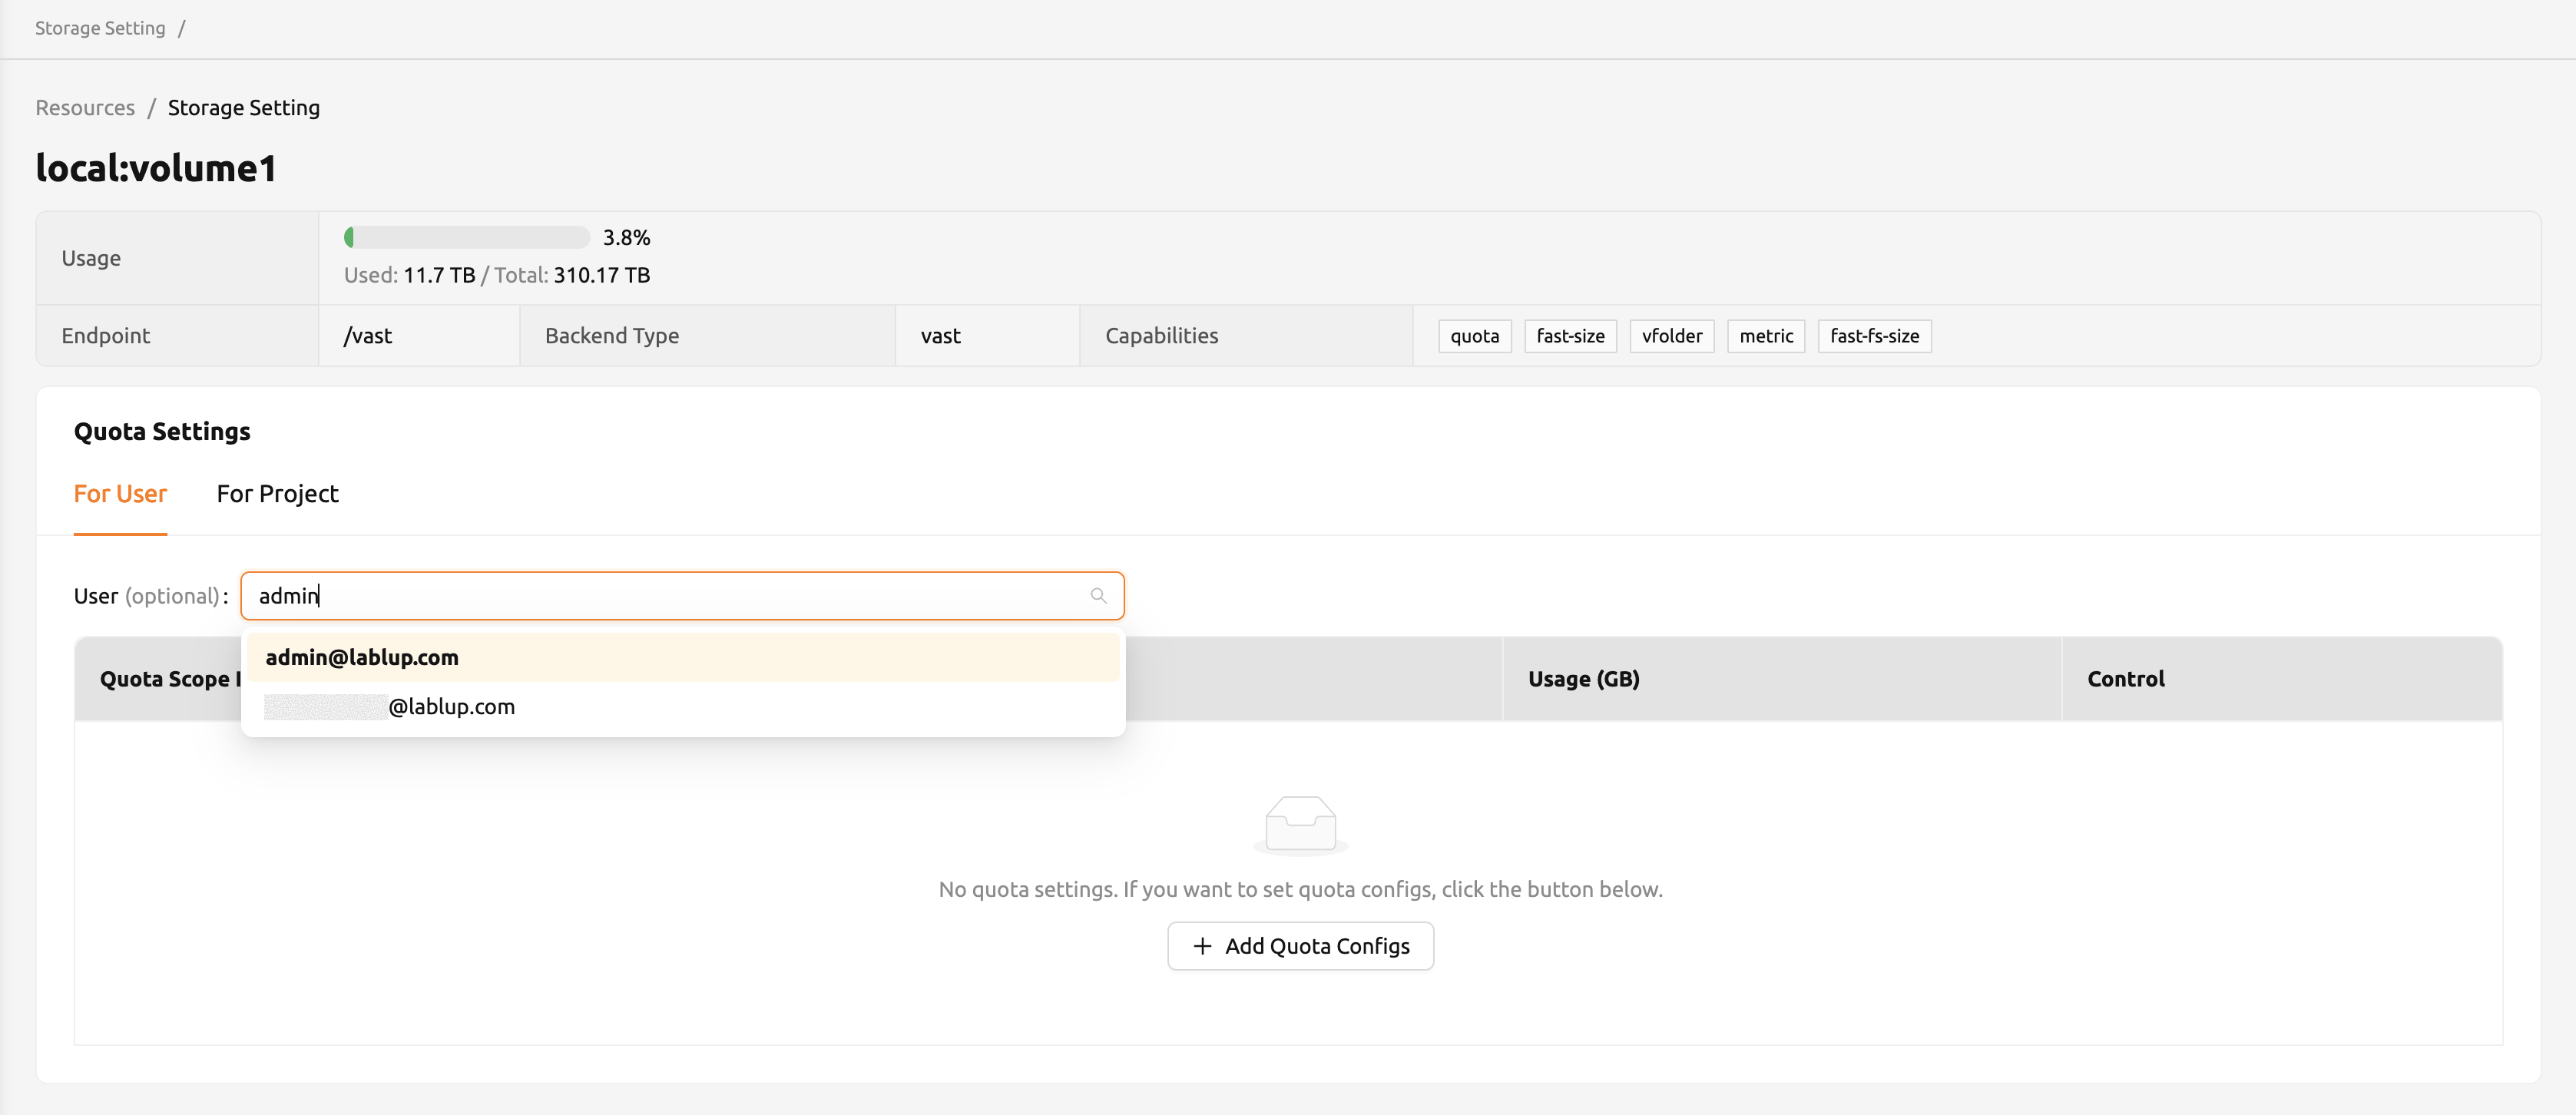 Storage Setting /
Resources / Storage Setting
local:volume1
Usage
3.8%
Used: 11.7 TB / Total: 310.17 TB
Endpoint /vast Backend Type vast Capabilities quota fast-size vfolder metric fast-fs-size
Quota Settings
For User For Project
User (optional): admin
admin@lablup.com
Quota Scope Usage (GB) Control
@lablup.com
No quota settings. If you want to set quota configs, click the button below.
+ Add Quota Configs